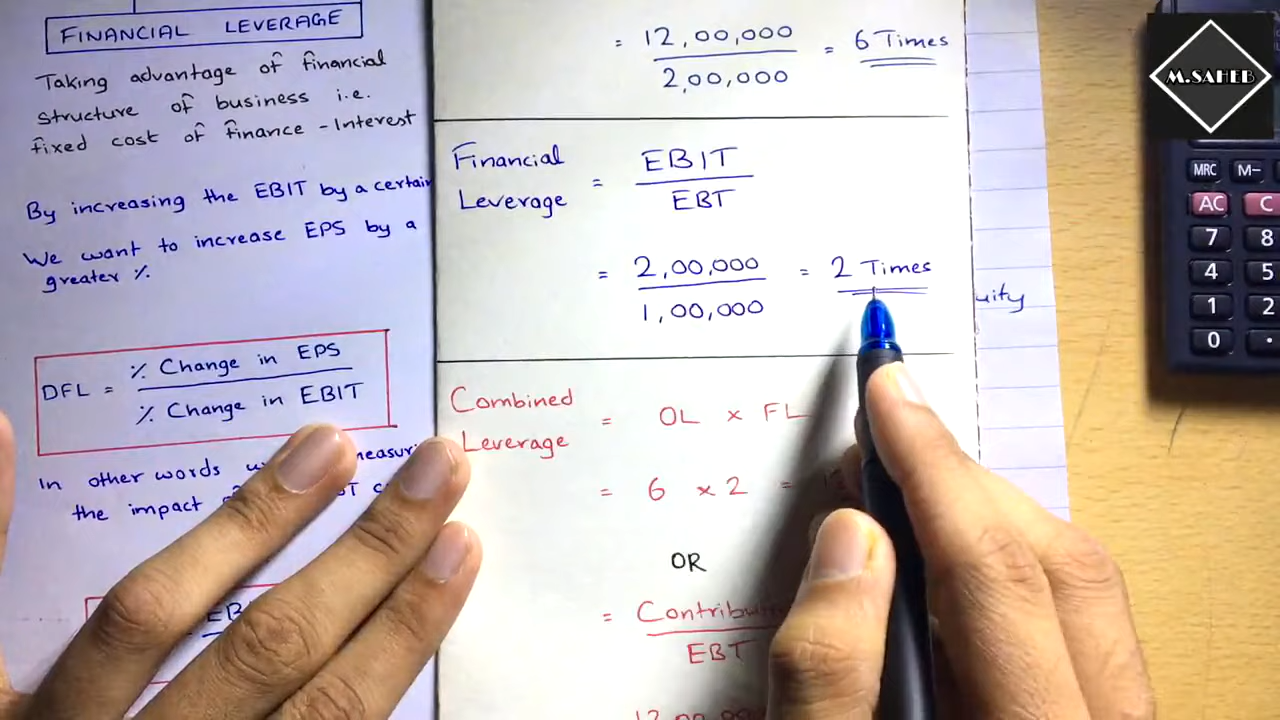 FINANCIAL LEVERAGE
Taking advantage of financial
structure of business i.e.
fixed cost of finance - Interest
By increasing the EBIT by a certain
We want to increase EPS by a
greater %.
DFL = % Change in EPS
% Change in EBIT
In other words
the impact
= 12,00,000 = 6 Times
2,00,000
Financial Leverage = EBIT
EBT
= 2,00,000 = 2 Times
1,00,000
Combined Leverage = OL x FL
= 6 x 2 =
OR
=
EBT
M.SAHEB
MRC M-
AC C
7 8
4 5
1 2
0 .